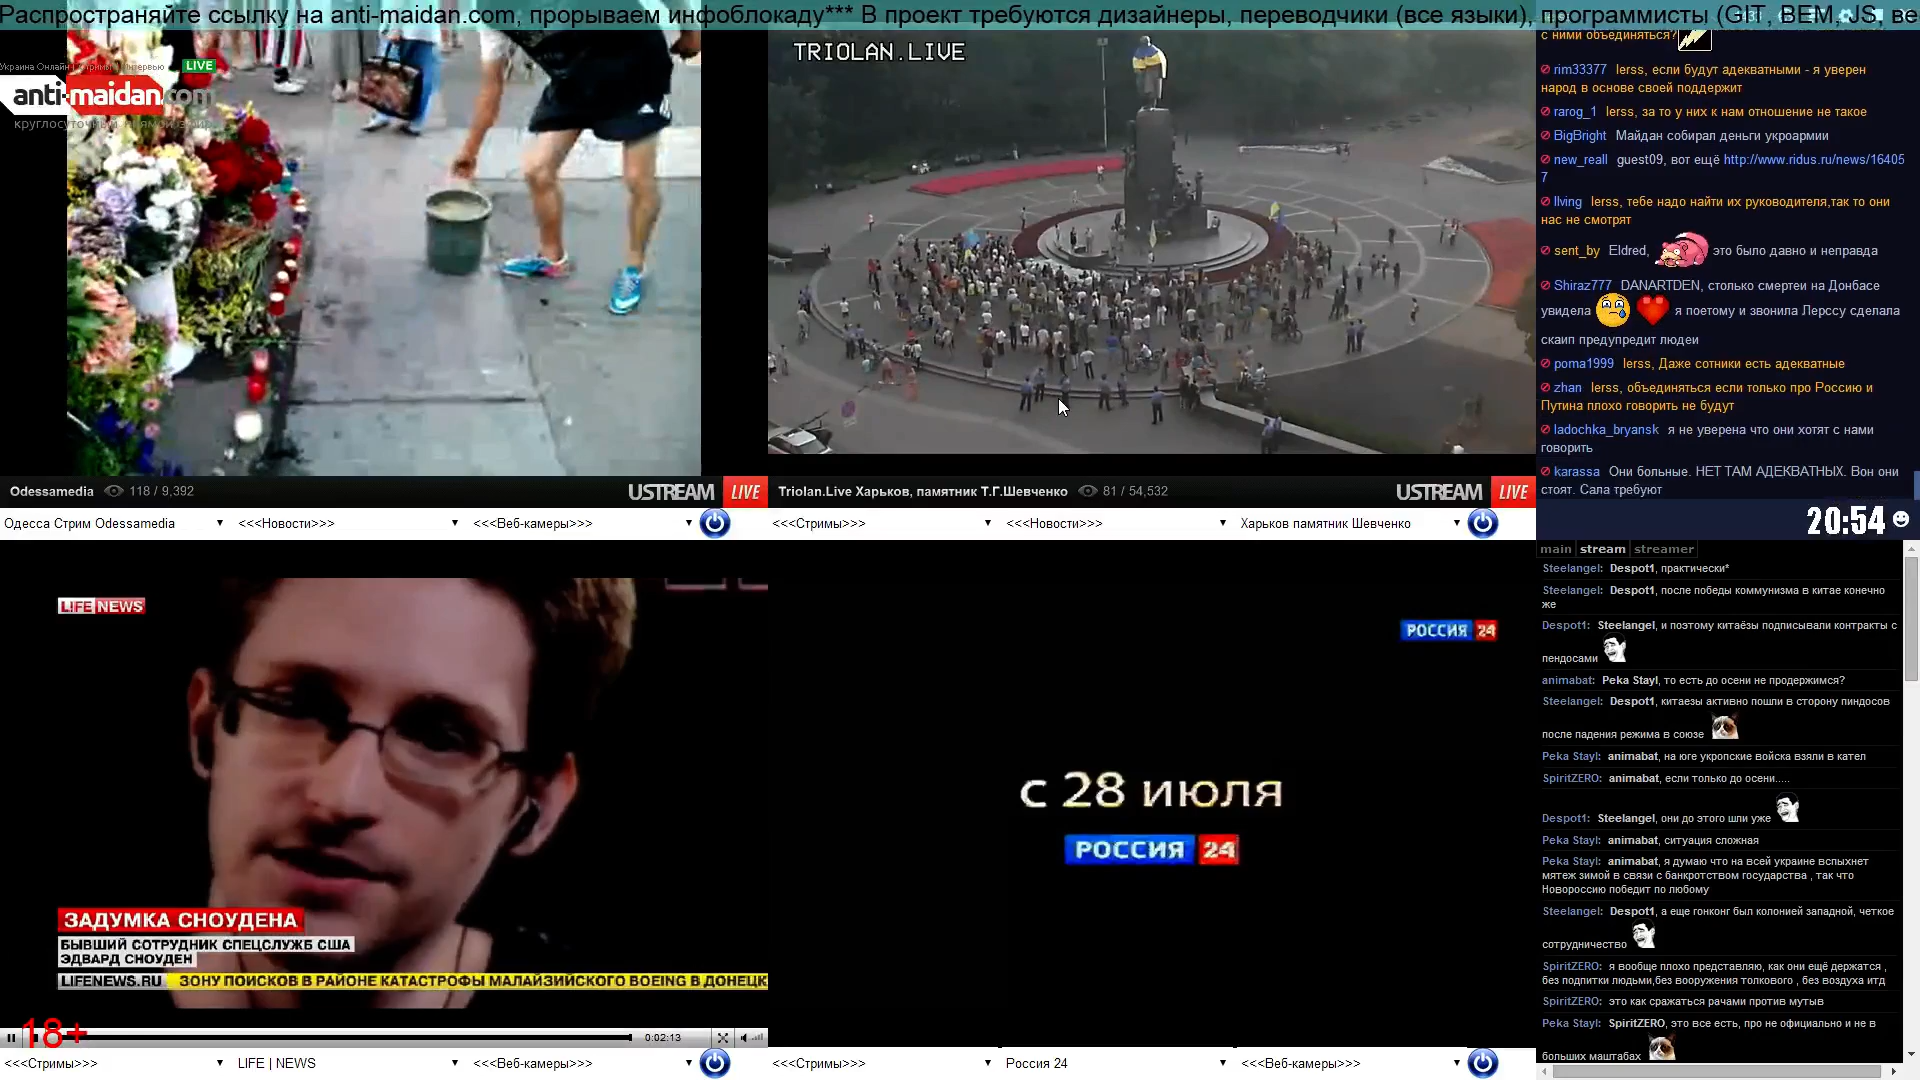 Распространяйте ссылку на anti-maidan.com, прорываем инфоблокаду*** В проект требуются дизайнеры, переводчики (все языки), программисты (GIT, BEM, JS, ве
Украина Онлайн | Стримы | Интервью
LIVE
anti-maidan.com
круглосуточный прямой эфир
TRIOLAN.LIVE
Odessamedia 118 / 9,392
USTREAM LIVE
Triolan.Live Харьков, памятник Т.Г.Шевченко 81 / 54,532
USTREAM LIVE
Одесса Стрим Odessamedia <<<Новости>>> <<<Веб-камеры>>>
<<<Стримы>>> <<<Новости>>> Харьков памятник Шевченко
с ними объединяться?
rim33377 lerss, если будут адекватными - я уверен
народ в основе своей поддержит
rarog_1 lerss, за то у них к нам отношение не такое
BigBright Майдан собирал деньги укроармии
new_reall guest09, вот ещё http://www.ridus.ru/news/16405
7
llving lerss, тебе надо найти их руководителя,так то они
нас не смотрят
sent_by Eldred, это было давно и неправда
Shiraz777 DANARTDEN, столько смертеи на Донбасе
увидела я поетому и звонила Лерссу сделала
скаип предупредит людеи
poma1999 lerss, Даже сотники есть адекватные
zhan lerss, объединяться если только про Россию и
Путина плохо говорить не будут
ladochka_bryansk я не уверена что они хотят с нами
говорить
karassa Они больные. НЕТ ТАМ АДЕКВАТНЫХ. Вон они
стоят. Сала требуют
20:54
LIFE NEWS
ЗАДУМКА СНОУДЕНА
БЫВШИЙ СОТРУДНИК СПЕЦСЛУЖБ США
ЭДВАРД СНОУДЕН
LIFENEWS.RU ЗОНУ ПОИСКОВ В РАЙОНЕ КАТАСТРОФЫ МАЛАЙЗИЙСКОГО BOEING В ДОНЕЦК
18+
0:02:13
РОССИЯ 24
с 28 июля
РОССИЯ 24
<<<Стримы>>> LIFE | NEWS <<<Веб-камеры>>>
<<<Стримы>>> Россия 24 <<<Веб-камеры>>>
main stream streamer
Steelangel: Despot1, практически*
Steelangel: Despot1, после победы коммунизма в китае конечно
же
Despot1: Steelangel, и поэтому китаёзы подписывали контракты с
пендосами
animabat: Peka Stayl, то есть до осени не продержимся?
Steelangel: Despot1, китаезы активно пошли в сторону пиндосов
после падения режима в союзе
Peka Stayl: animabat, на юге укропские войска взяли в кател
SpiritZERO: animabat, если только до осени.....
Despot1: Steelangel, они до этого шли уже
Peka Stayl: animabat, ситуация сложная
Peka Stayl: animabat, я думаю что на всей украине вспыхнет
мятеж зимой в связи с банкротством государства , так что
Новороссию победит по любому
Steelangel: Despot1, а еще гонконг был колонией западной, четкое
сотрудничество
SpiritZERO: я вообще плохо представляю, как они ещё держатся ,
без подпитки людьми,без вооружения толкового , без воздуха итд
SpiritZERO: это как сражаться рачами против мутыв
Peka Stayl: SpiritZERO, это все есть, про не официально и не в
больших маштабах